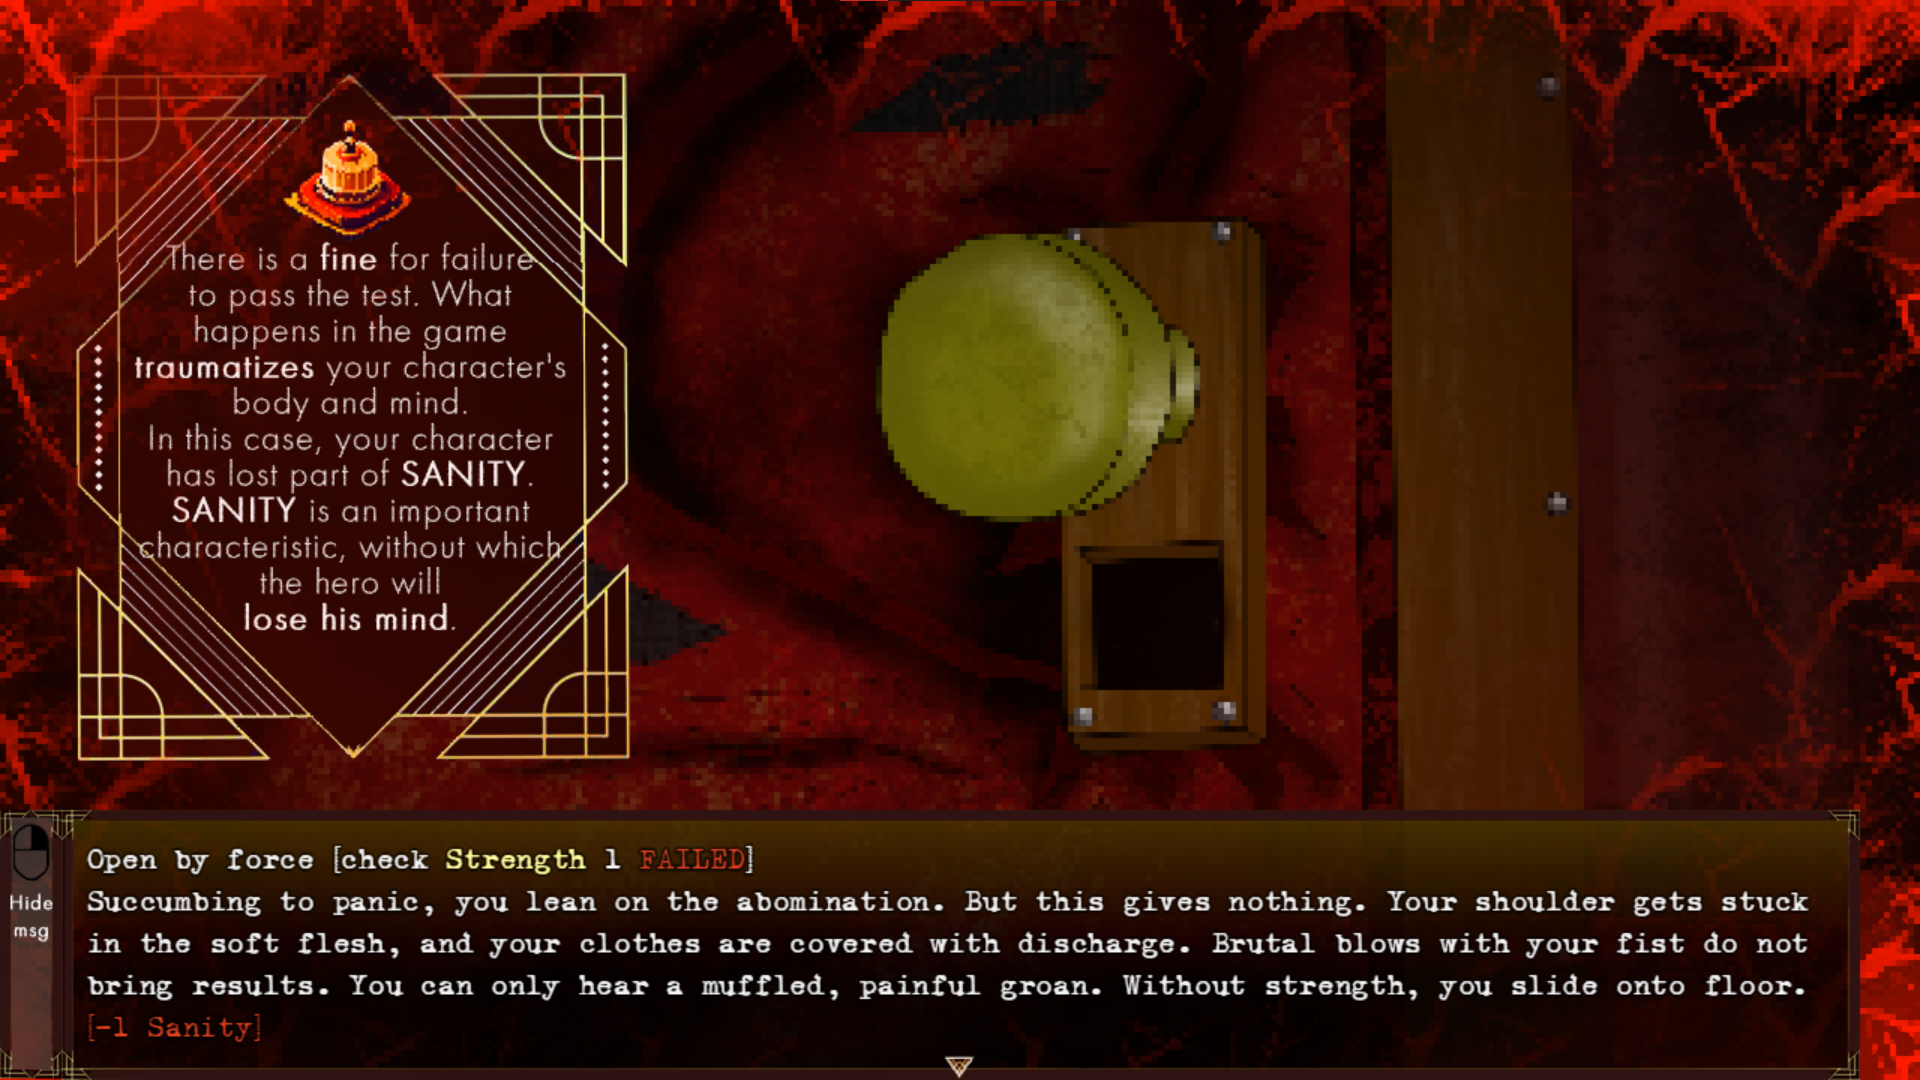 There is a fine for failure
to pass the test. What
happens in the game
traumatizes your character's
body and mind.
In this case, your character
has lost part of SANITY.
SANITY is an important
characteristic, without which
the hero will
lose his mind.
Hide
msg
Open by force [check Strength 1 FAILED]
Succumbing to panic, you lean on the abomination. But this gives nothing. Your shoulder gets stuck
in the soft flesh, and your clothes are covered with discharge. Brutal blows with your fist do not
bring results. You can only hear a muffled, painful groan. Without strength, you slide onto floor.
[-1 Sanity]